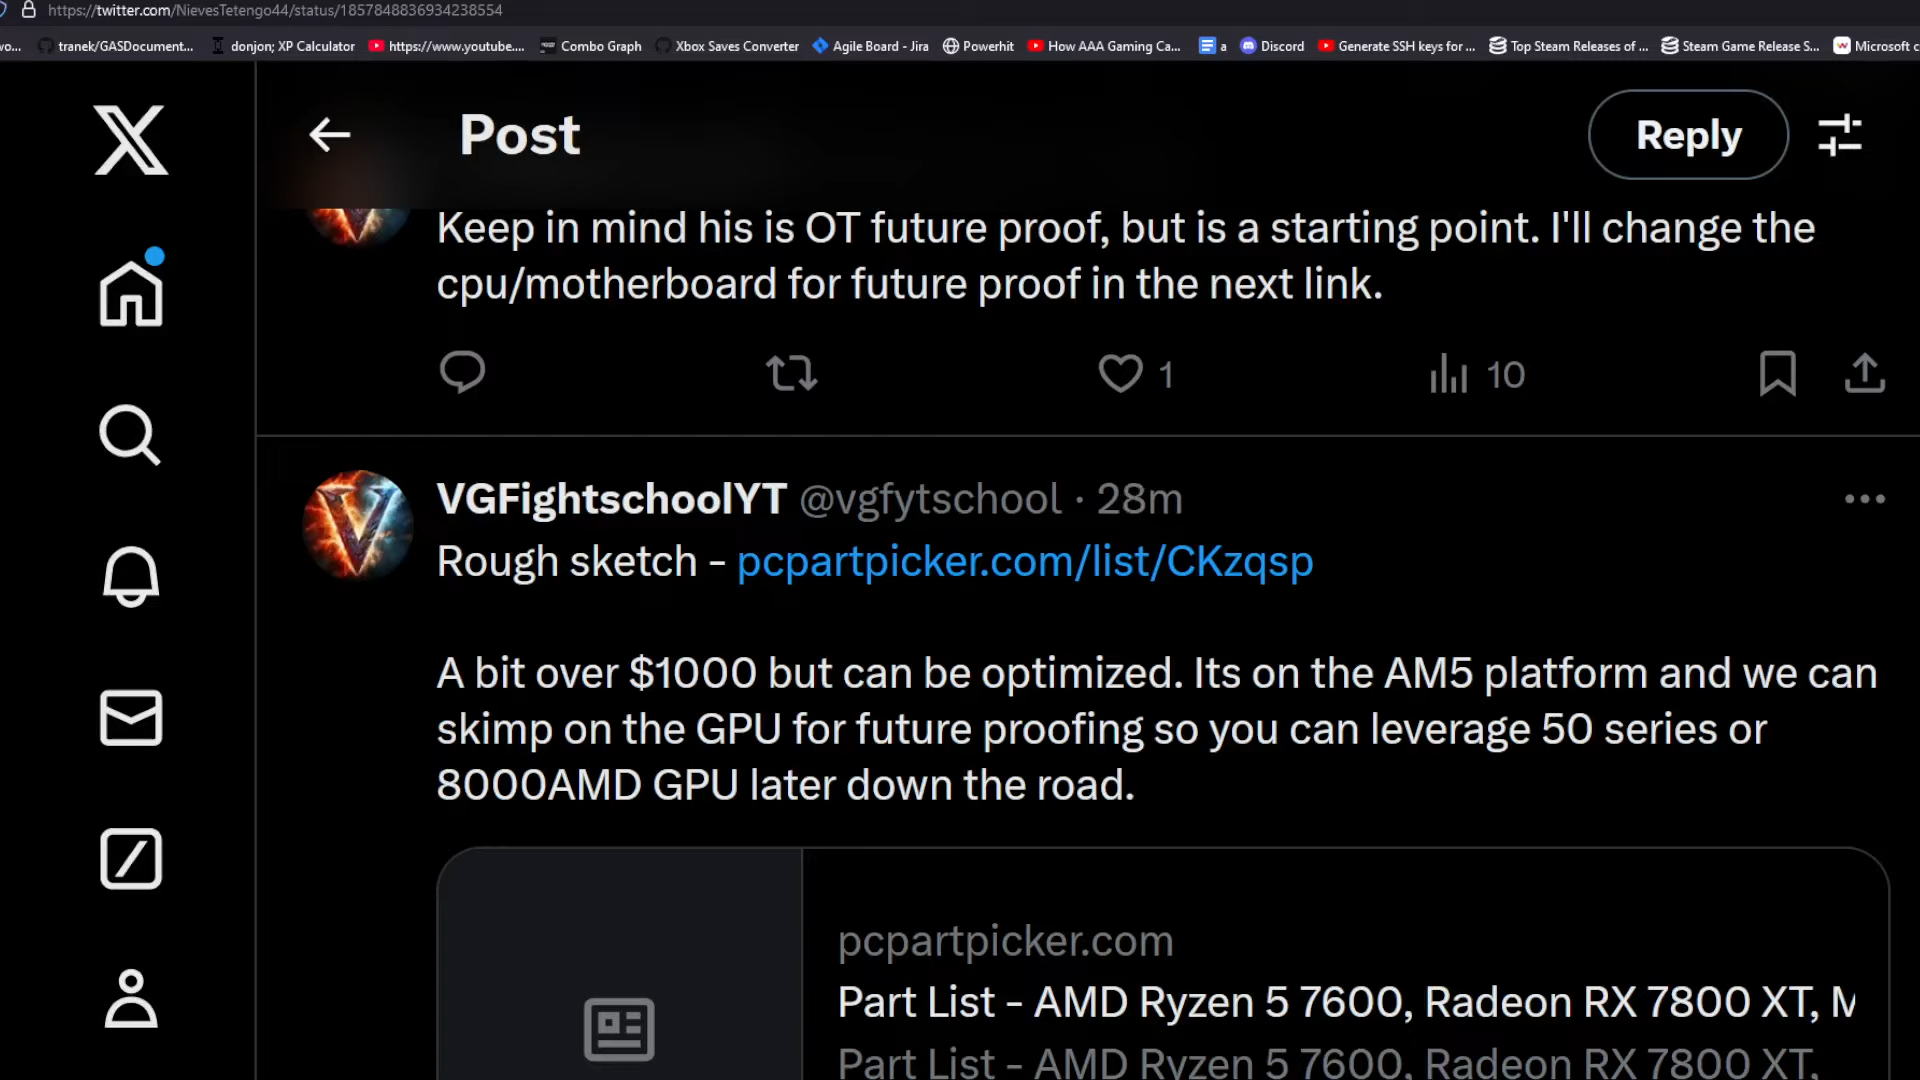 https://twitter.com/NievesTetengo44/status/1857848836934238554
wo... tranek/GASDocument... donjon; XP Calculator https://www.youtube.... Combo Graph Xbox Saves Converter Agile Board - Jira Powerhit How AAA Gaming Ca... a Discord Generate SSH keys for ... Top Steam Releases of ... Steam Game Release S... Microsoft c
Post
Reply
Keep in mind his is OT future proof, but is a starting point. I'll change the
cpu/motherboard for future proof in the next link.
1
10
VGFightschoolYT @vgfytschool · 28m
Rough sketch - pcpartpicker.com/list/CKzqsp
A bit over $1000 but can be optimized. Its on the AM5 platform and we can
skimp on the GPU for future proofing so you can leverage 50 series or
8000AMD GPU later down the road.
pcpartpicker.com
Part List - AMD Ryzen 5 7600, Radeon RX 7800 XT, M
Part List - AMD Ryzen 5 7600, Radeon RX 7800 XT,